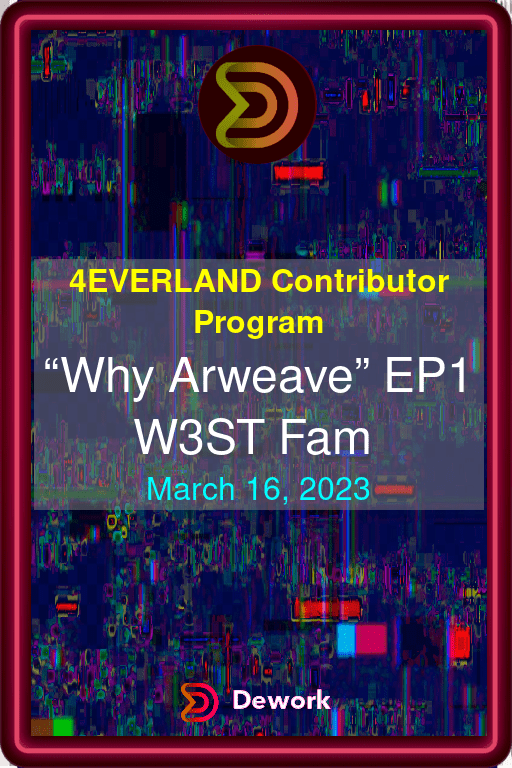 4EVERLAND Contributor
Program
“Why Arweave” EP1
W3ST Fam
March 16, 2023
Dework